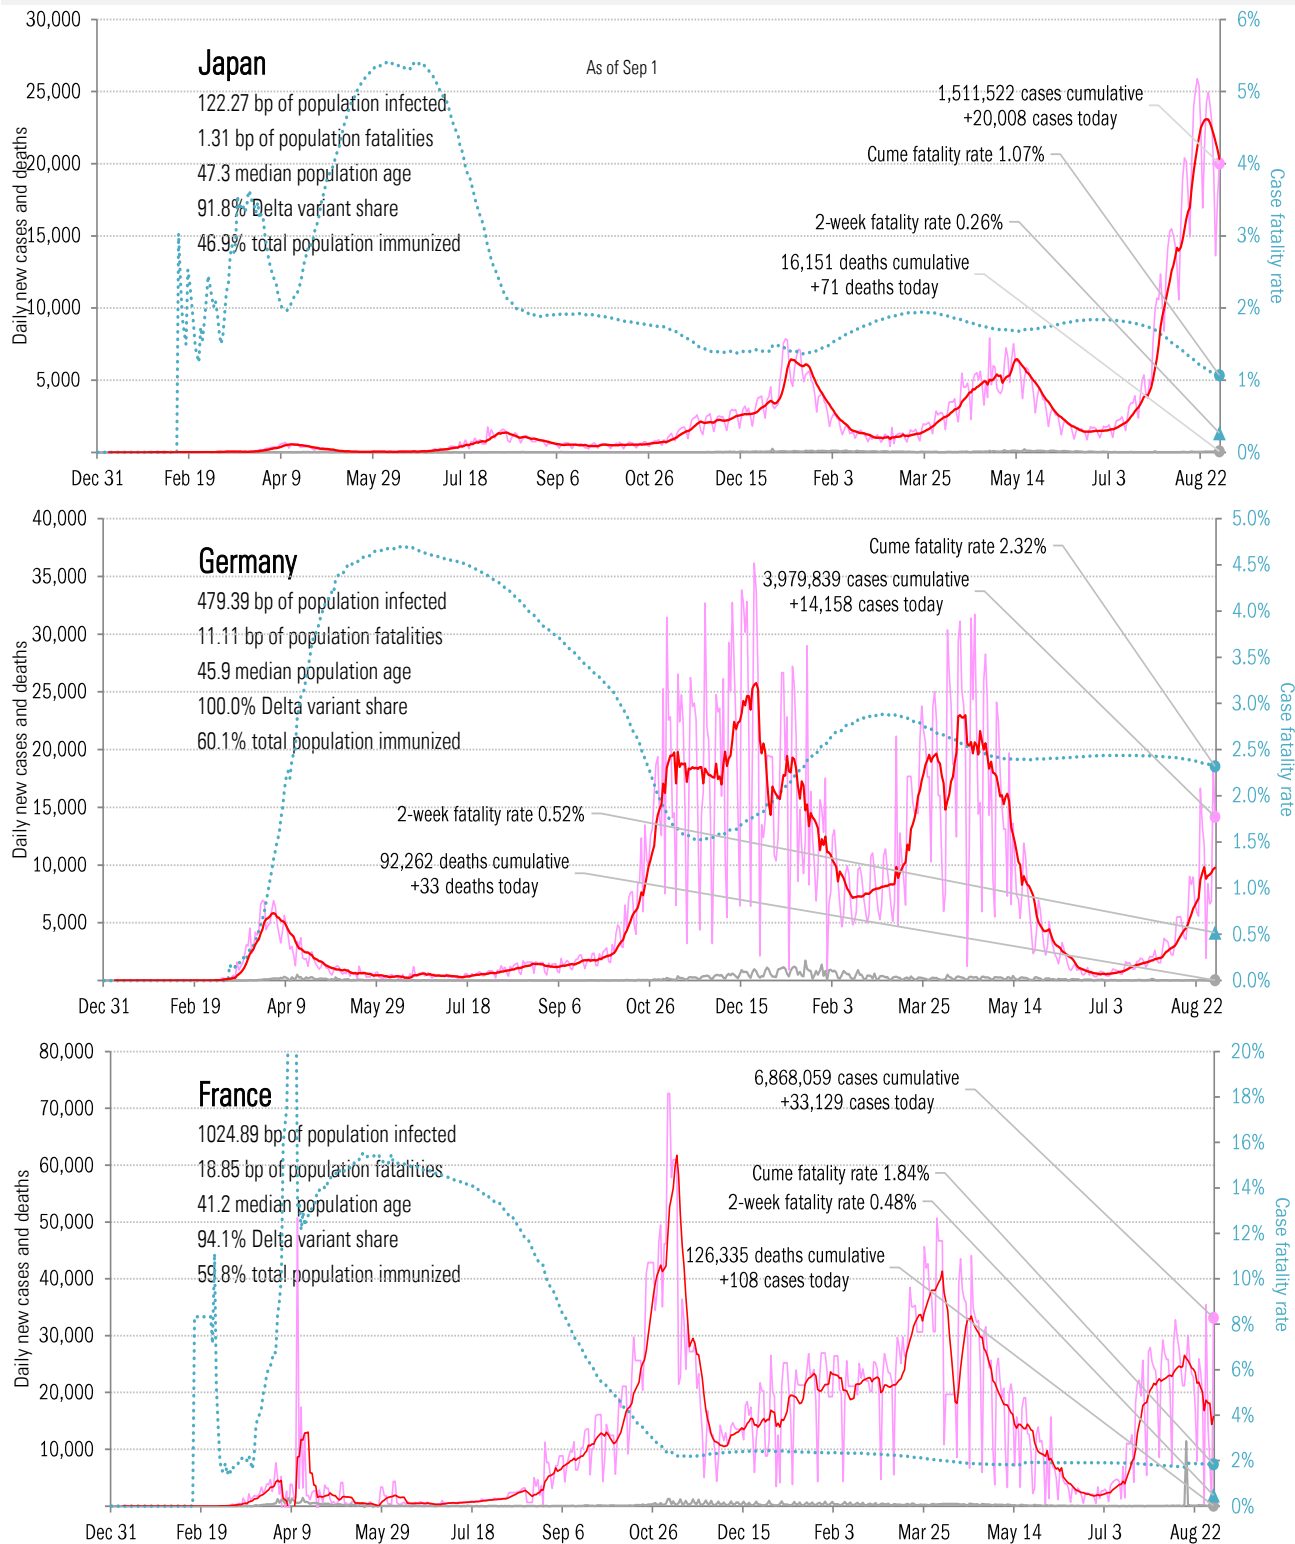 30,000
6%
Japan
As of Sep 1
122.27 bp of population infected
25,000
5%
1,511,522 cases cumulative
+20,008 cases today
1.31 bp of population fatalities
Cume fatality rate 1.07%
20,000
4%
47.3 median population age
91.8% Delta variant share
2-week fatality rate 0.26%
15,000
3%
46.9% total population immunized
16,151 deaths cumulative
+71 deaths today
10,000
2%
5,000
1%
0%
Daily new cases and deaths
Case fatality rate
Dec 31 Feb 19 Apr 9 May 29 Jul 18 Sep 6 Oct 26 Dec 15 Feb 3 Mar 25 May 14 Jul 3 Aug 22
40,000
5.0%
Germany
Cume fatality rate 2.32%
35,000
4.5%
3,979,839 cases cumulative
+14,158 cases today
479.39 bp of population infected
4.0%
30,000
11.11 bp of population fatalities
3.5%
45.9 median population age
25,000
3.0%
100.0% Delta variant share
60.1% total population immunized
20,000
2.5%
2.0%
15,000
2-week fatality rate 0.52%
1.5%
92,262 deaths cumulative
+33 deaths today
10,000
1.0%
5,000
0.5%
0.0%
Daily new cases and deaths
Case fatality rate
Dec 31 Feb 19 Apr 9 May 29 Jul 18 Sep 6 Oct 26 Dec 15 Feb 3 Mar 25 May 14 Jul 3 Aug 22
80,000
20%
France
6,868,059 cases cumulative
+33,129 cases today
18%
70,000
1024.89 bp of population infected
16%
60,000
18.85 bp of population fatalities
Cume fatality rate 1.84%
14%
41.2 median population age
2-week fatality rate 0.48%
50,000
12%
94.1% Delta variant share
126,335 deaths cumulative
+108 cases today
59.8% total population immunized
40,000
10%
8%
30,000
6%
20,000
4%
10,000
2%
0%
Daily new cases and deaths
Case fatality rate
Dec 31 Feb 19 Apr 9 May 29 Jul 18 Sep 6 Oct 26 Dec 15 Feb 3 Mar 25 May 14 Jul 3 Aug 22